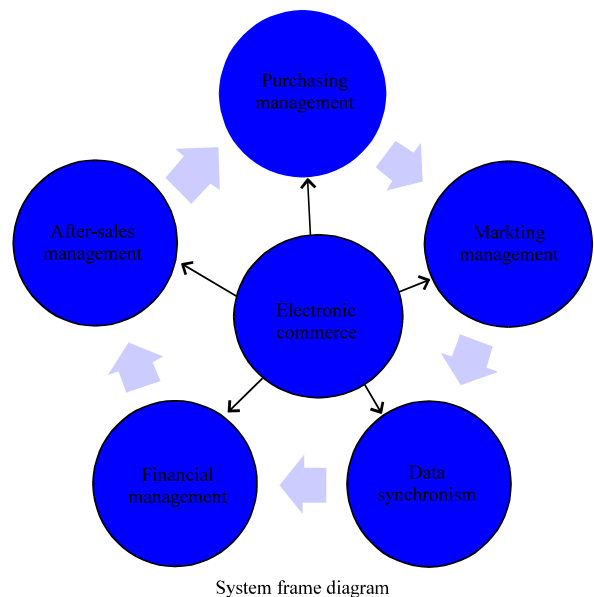 Purchasing
management
After-sales
management
Markting
management
Electronic
commerce
Financial
management
Data
synchronism
System frame diagram